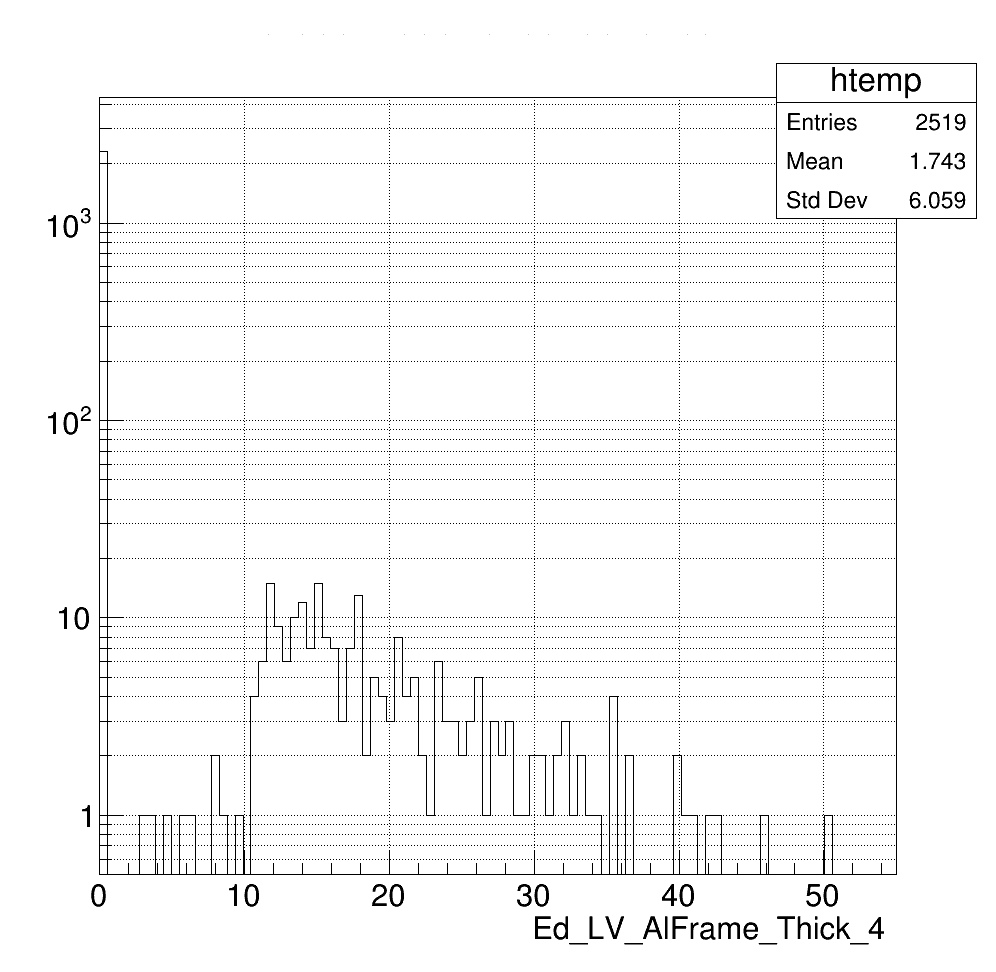 htemp
Entries 2519
Mean 1.743
Std Dev 6.059
10³
10²
10
1
0 10 20 30 40 50
Ed_LV_AlFrame_Thick_4